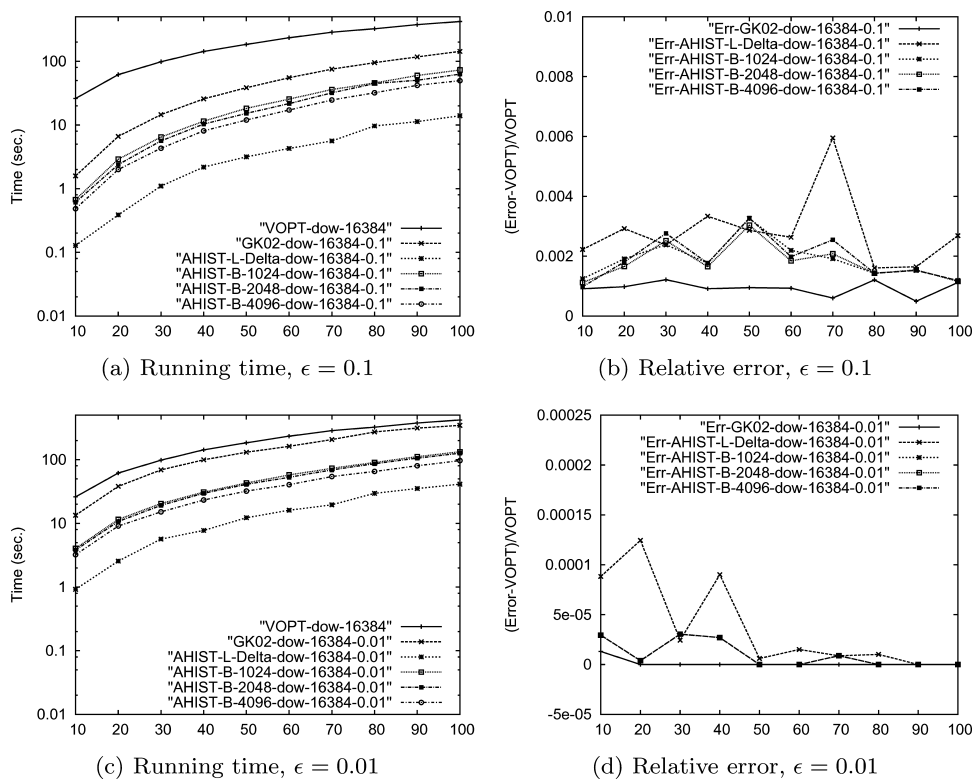 Time (sec.)
100
10
1
0.1
0.01
"VOPT-dow-16384"
"GK02-dow-16384-0.1"
"AHIST-L-Delta-dow-16384-0.1"
"AHIST-B-1024-dow-16384-0.1"
"AHIST-B-2048-dow-16384-0.1"
"AHIST-B-4096-dow-16384-0.1"
10 20 30 40 50 60 70 80 90 100
(a) Running time, ϵ = 0.1
(Error-VOPT)/VOPT
0.01
0.008
0.006
0.004
0.002
0
"Err-GK02-dow-16384-0.1"
"Err-AHIST-L-Delta-dow-16384-0.1"
"Err-AHIST-B-1024-dow-16384-0.1"
"Err-AHIST-B-2048-dow-16384-0.1"
"Err-AHIST-B-4096-dow-16384-0.1"
10 20 30 40 50 60 70 80 90 100
(b) Relative error, ϵ = 0.1
Time (sec.)
100
10
1
0.1
0.01
"VOPT-dow-16384"
"GK02-dow-16384-0.01"
"AHIST-L-Delta-dow-16384-0.01"
"AHIST-B-1024-dow-16384-0.01"
"AHIST-B-2048-dow-16384-0.01"
"AHIST-B-4096-dow-16384-0.01"
10 20 30 40 50 60 70 80 90 100
(c) Running time, ϵ = 0.01
(Error-VOPT)/VOPT
0.00025
0.0002
0.00015
0.0001
5e-05
0
-5e-05
"Err-GK02-dow-16384-0.01"
"Err-AHIST-L-Delta-dow-16384-0.01"
"Err-AHIST-B-1024-dow-16384-0.01"
"Err-AHIST-B-2048-dow-16384-0.01"
"Err-AHIST-B-4096-dow-16384-0.01"
10 20 30 40 50 60 70 80 90 100
(d) Relative error, ϵ = 0.01